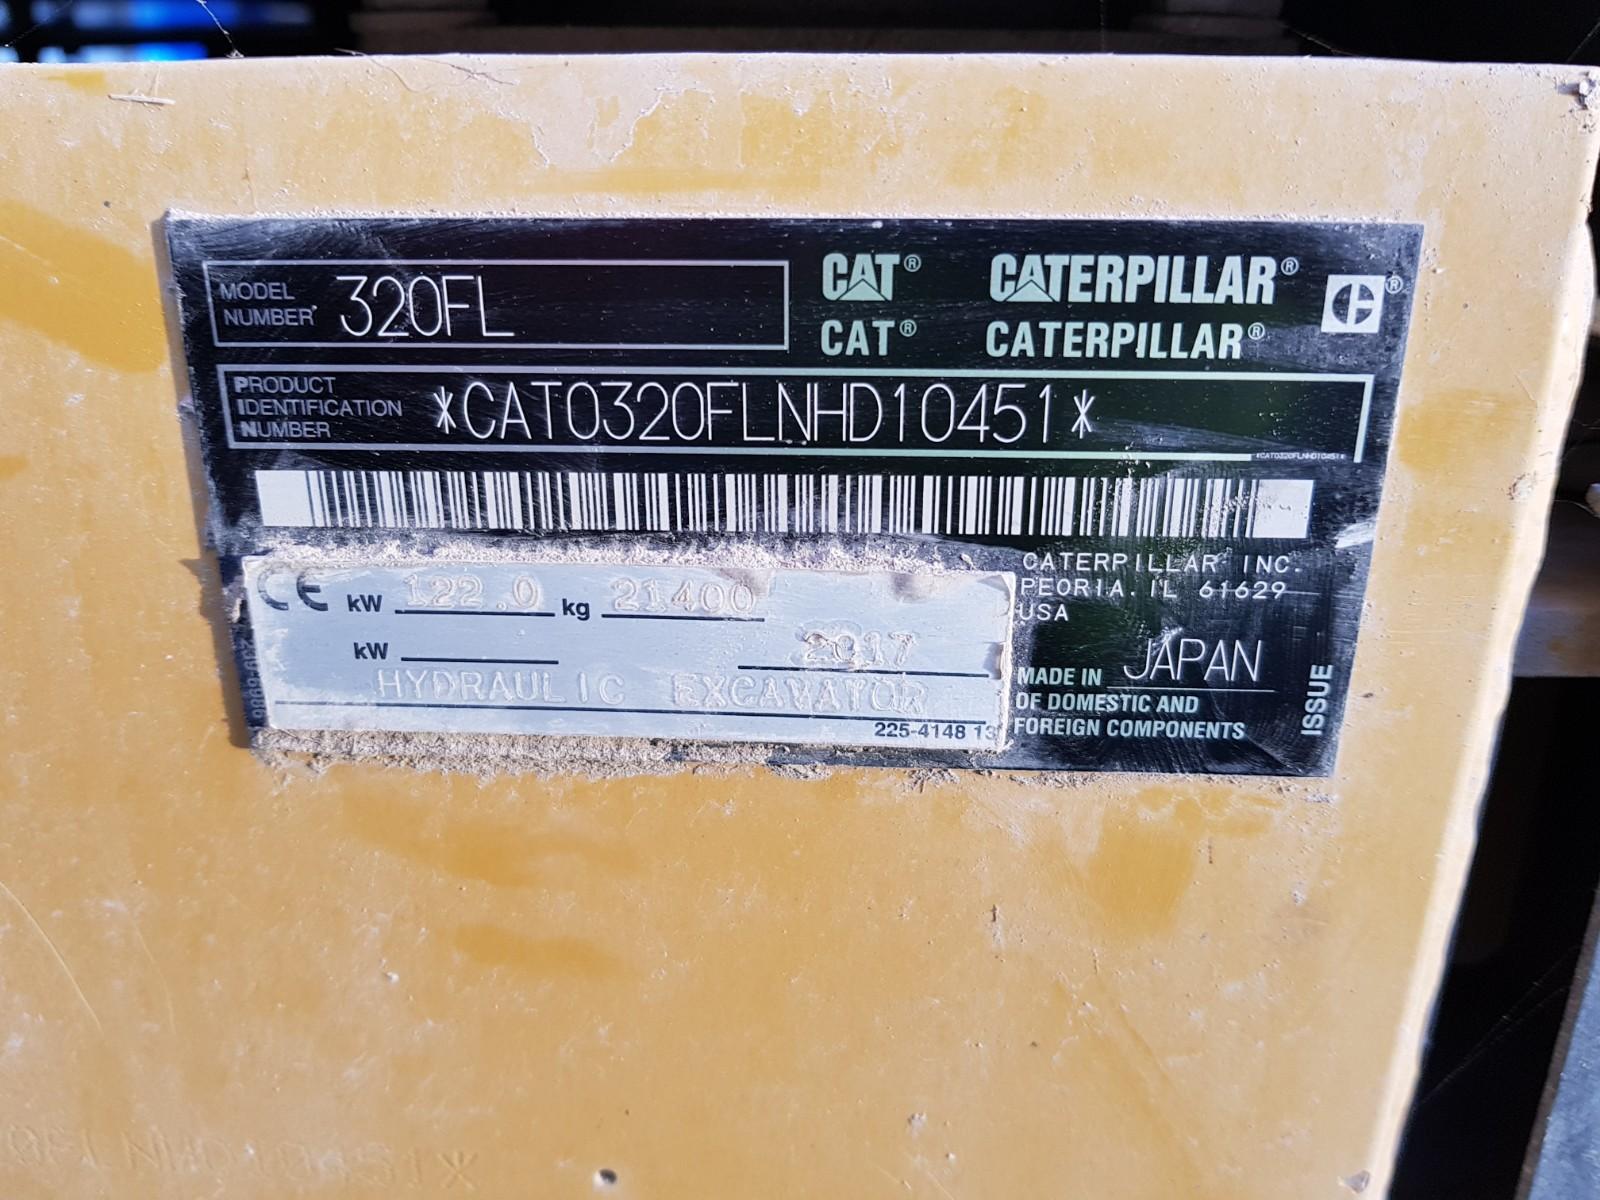 MODEL NUMBER 320FL
CAT® CATERPILLAR® ®
CAT® CATERPILLAR®
PRODUCT IDENTIFICATION NUMBER *CAT0320FLNHD10451*
*CAT0320FLNHD10451*
CE kW 122.0 kg 21400
kW 2017
HYDRAULIC EXCAVATOR
225-4148 13
CATERPILLAR INC.
PEORIA, IL 61629
USA
MADE IN JAPAN
OF DOMESTIC AND
FOREIGN COMPONENTS
ISSUE
0FLNHD10451*